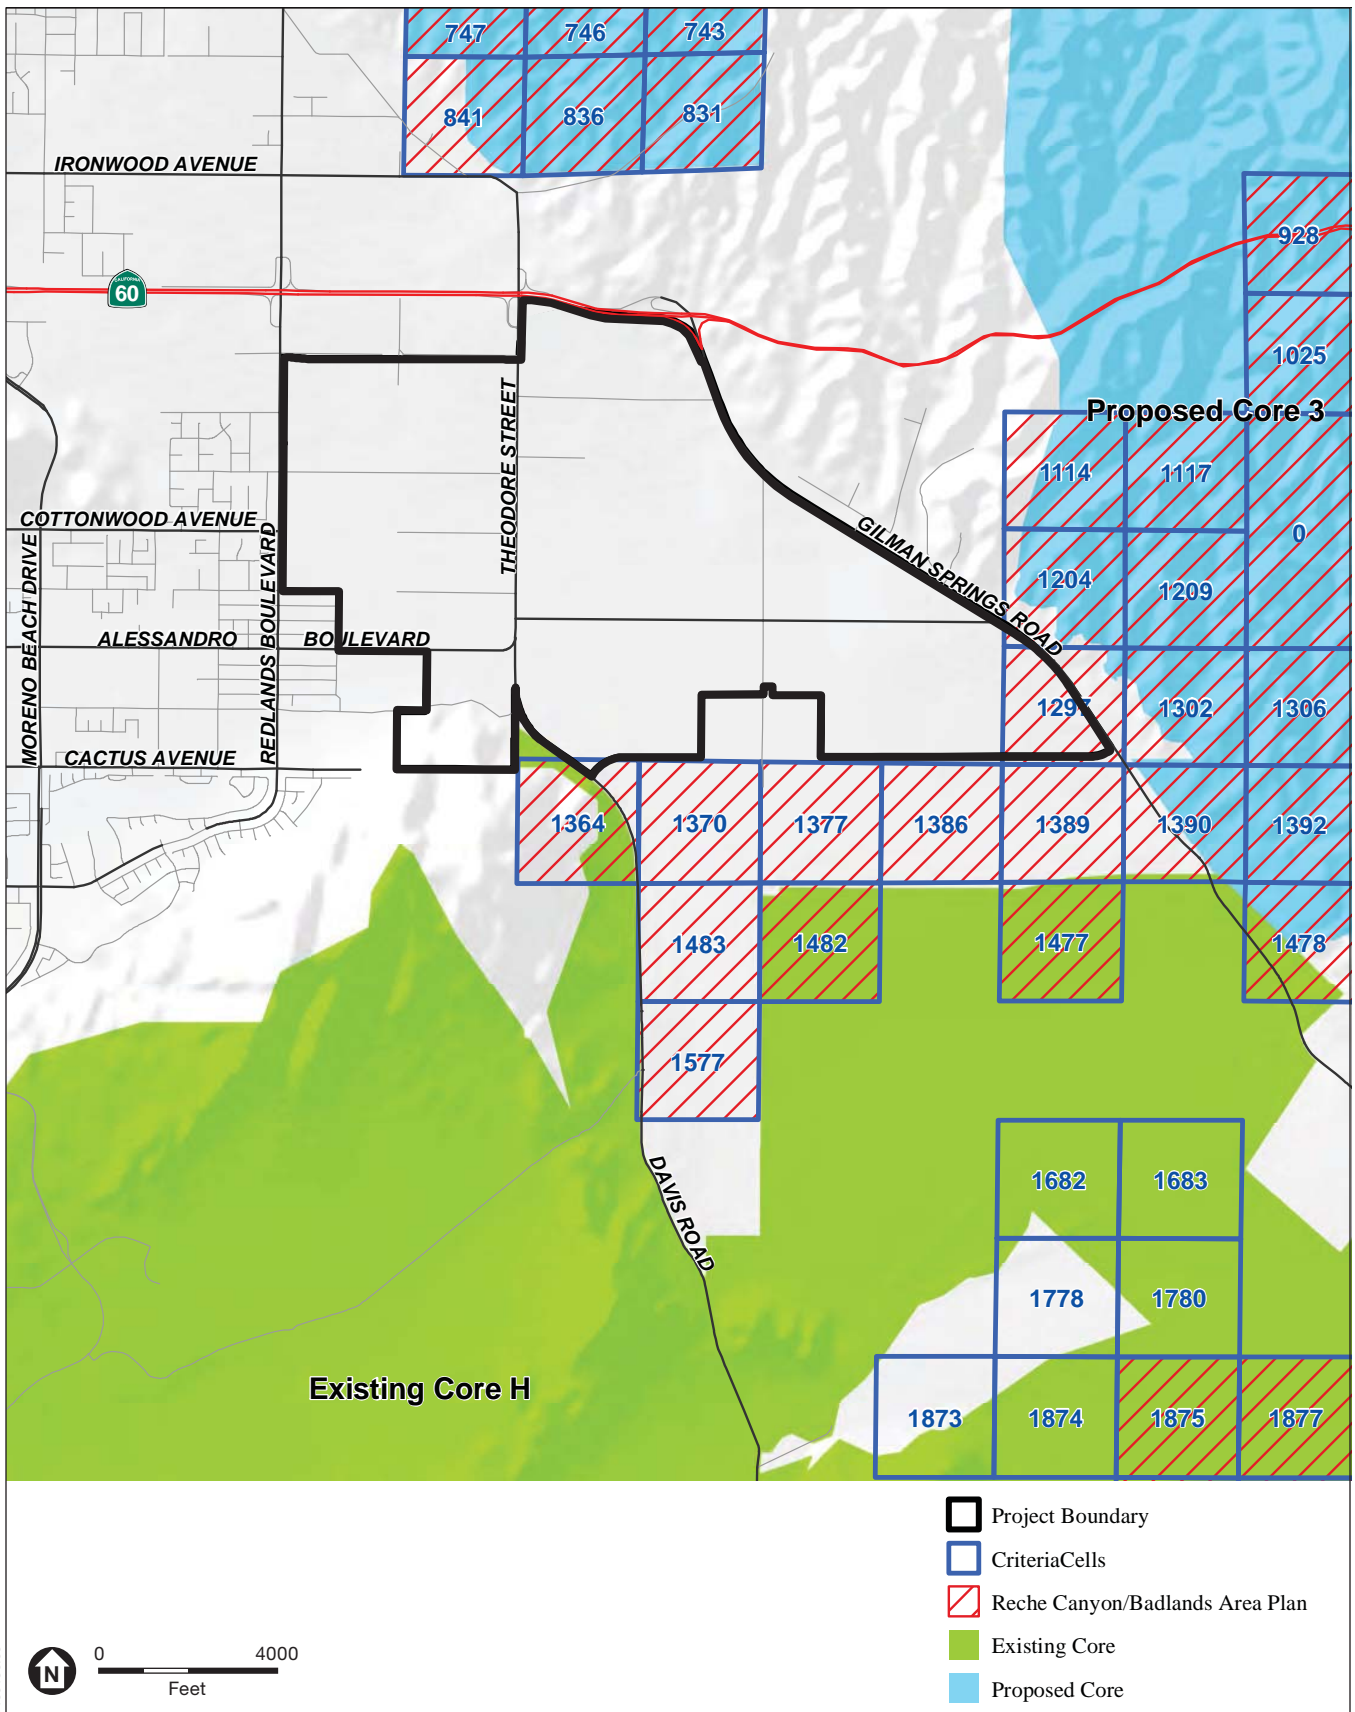 747 746 743
841 836 831
IRONWOOD AVENUE
928
CALIFORNIA
60
1025
THEODORE STREET
Proposed Core 3
1114 1117
COTTONWOOD AVENUE
GILMAN SPRINGS ROAD
0
MORENO BEACH DRIVE
REDLANDS BOULEVARD
1204 1209
ALESSANDRO BOULEVARD
1297 1302 1306
CACTUS AVENUE
1364 1370 1377 1386 1389 1390 1392
1483 1482 1477 1478
1577
DAVIS ROAD
1682 1683
1778 1780
Existing Core H
1873 1874 1875 1877
Project Boundary
CriteriaCells
Reche Canyon/Badlands Area Plan
Existing Core
Proposed Core
N
0 4000
Feet